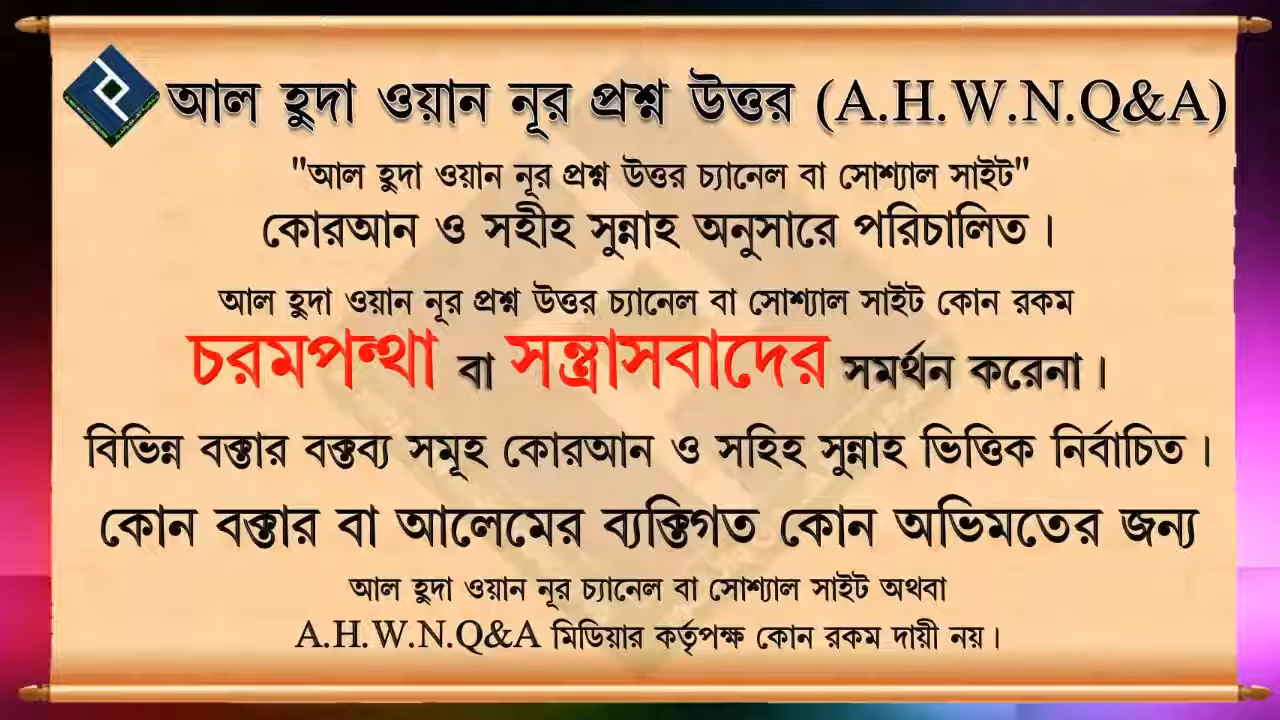 আল হুদা ওয়ান নূর প্রশ্ন উত্তর (A.H.W.N.Q&A)
"আল হুদা ওয়ান নূর প্রশ্ন উত্তর চ্যানেল বা সোশ্যাল সাইট"
কোরআন ও সহীহ সুন্নাহ অনুসারে পরিচালিত।
আল হুদা ওয়ান নূর প্রশ্ন উত্তর চ্যানেল বা সোশ্যাল সাইট কোন রকম
চরমপন্থা বা সন্ত্রাসবাদের সমর্থন করেনা।
বিভিন্ন বক্তার বক্তব্য সমূহ কোরআন ও সহিহ সুন্নাহ ভিত্তিক নির্বাচিত।
কোন বক্তার বা আলেমের ব্যক্তিগত কোন অভিমতের জন্য
আল হুদা ওয়ান নূর চ্যানেল বা সোশ্যাল সাইট অথবা
A.H.W.N.Q&A মিডিয়ার কর্তৃপক্ষ কোন রকম দায়ী নয়।